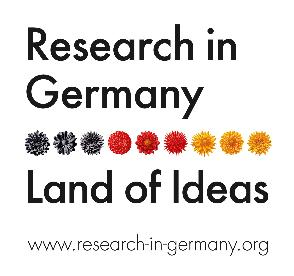 Research in
Germany
Land of Ideas
www.research-in-germany.org